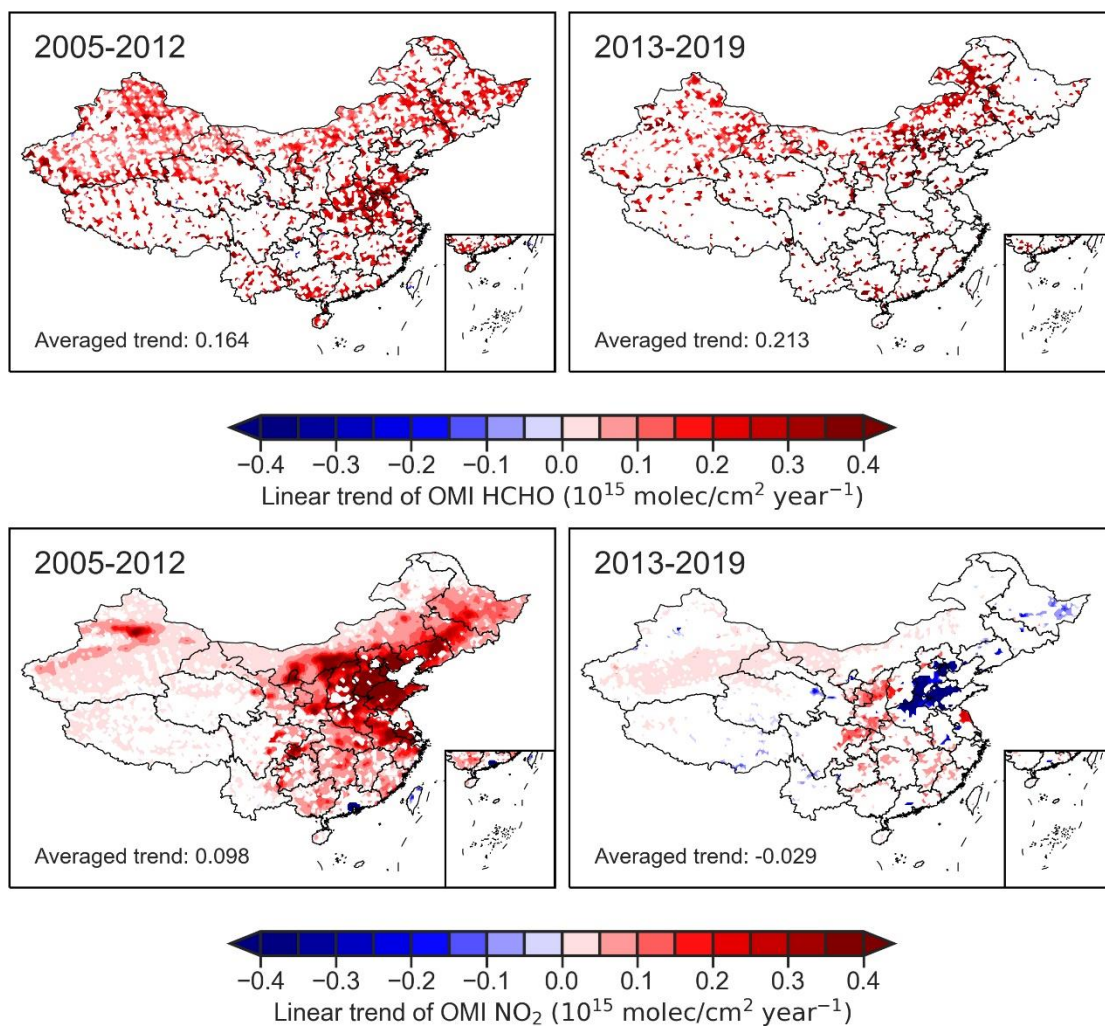 2005-2012
2013-2019
Averaged trend: 0.164
Averaged trend: 0.213
−0.4 −0.3 −0.2 −0.1 0.0 0.1 0.2 0.3 0.4
Linear trend of OMI HCHO (10¹⁵ molec/cm² year⁻¹)
2005-2012
2013-2019
Averaged trend: 0.098
Averaged trend: -0.029
−0.4 −0.3 −0.2 −0.1 0.0 0.1 0.2 0.3 0.4
Linear trend of OMI NO₂ (10¹⁵ molec/cm² year⁻¹)